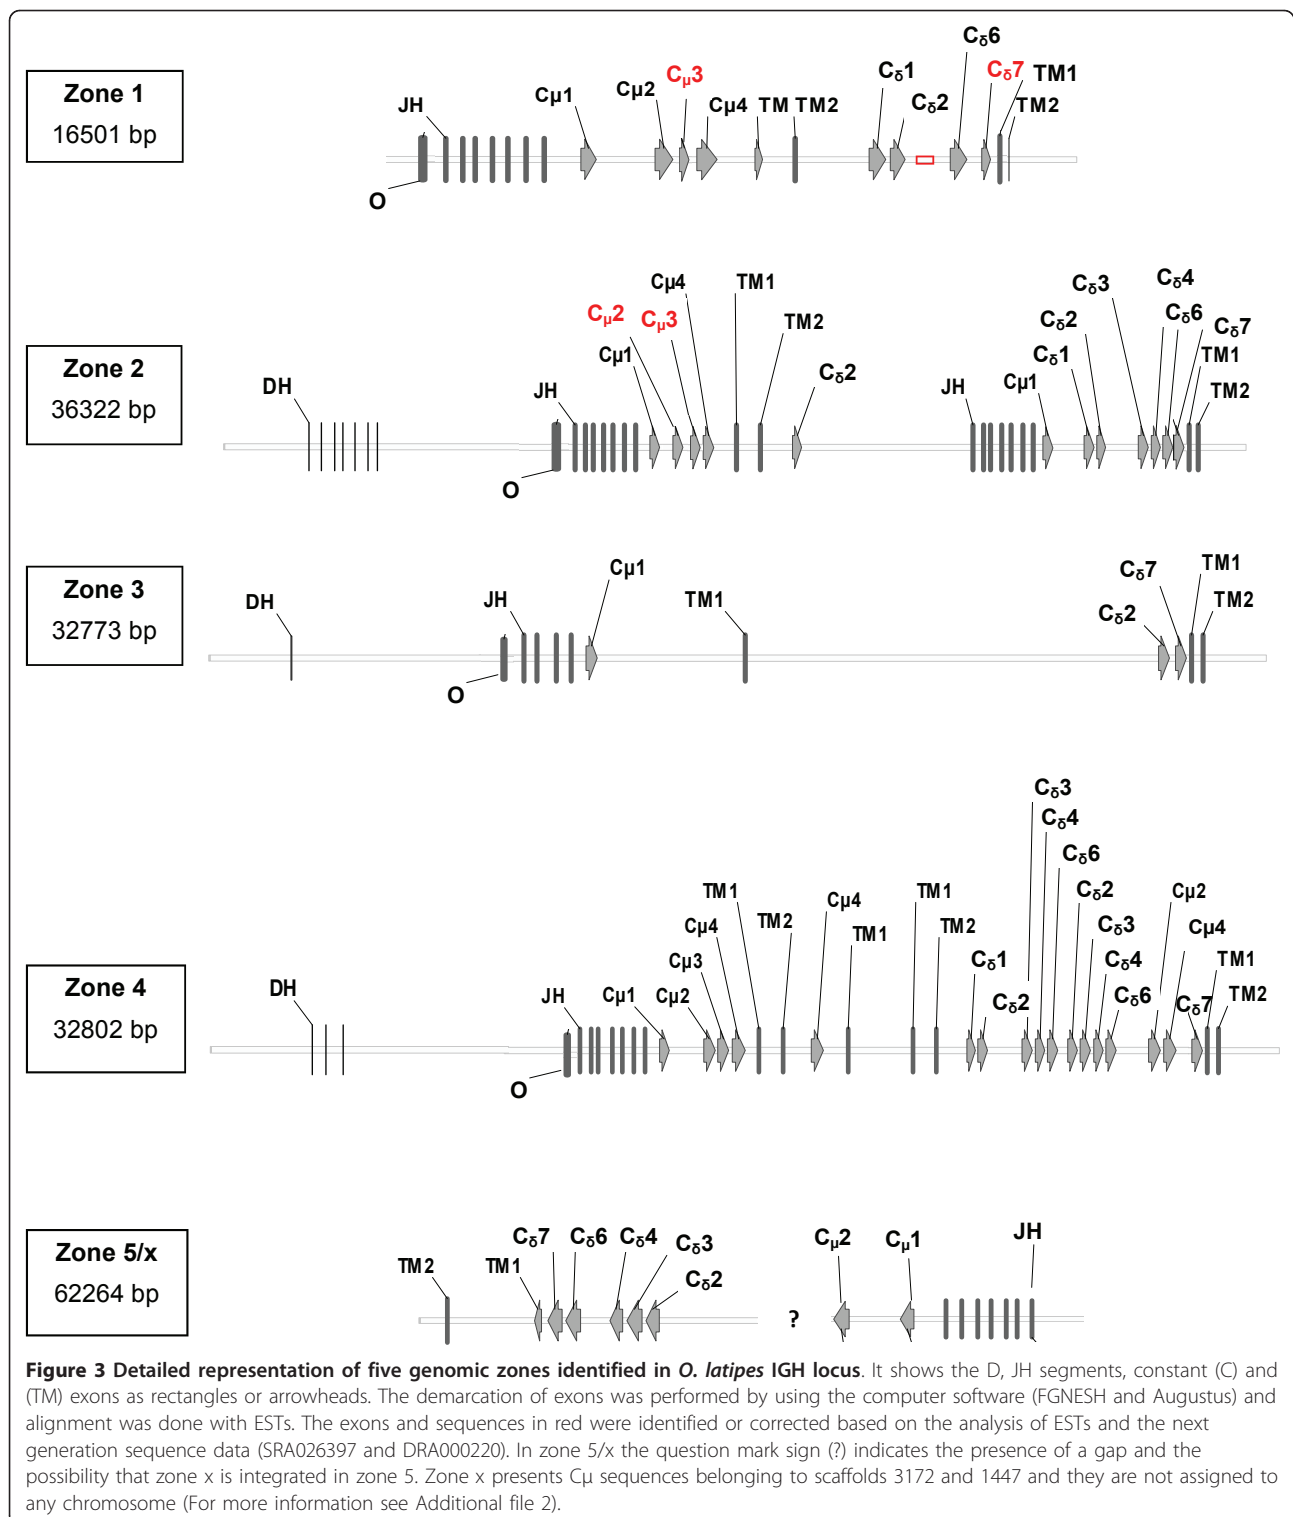 Zone 1
16501 bp
JH
Cμ1
Cμ2
Cμ3
Cμ4
TM
TM2
Cδ1
Cδ2
Cδ6
Cδ7
TM1
TM2
O
Zone 2
36322 bp
DH
JH
Cμ1
Cμ2
Cμ3
Cμ4
TM1
TM2
Cδ2
JH
Cμ1
Cδ1
Cδ2
Cδ3
Cδ4
Cδ6
Cδ7
TM1
TM2
O
Zone 3
32773 bp
DH
JH
Cμ1
TM1
Cδ2
Cδ7
TM1
TM2
O
Zone 4
32802 bp
DH
JH
Cμ1
Cμ2
Cμ3
Cμ4
TM1
TM2
Cμ4
TM1
TM1
TM2
Cδ1
Cδ2
Cδ3
Cδ4
Cδ6
Cδ2
Cδ3
Cδ4
Cδ6
Cμ2
Cμ4
Cδ7
TM1
TM2
O
Zone 5/x
62264 bp
TM2
TM1
Cδ7
Cδ6
Cδ4
Cδ3
Cδ2
?
Cμ2
Cμ1
JH
Figure 3 Detailed representation of five genomic zones identified in O. latipes IGH locus. It shows the D, JH segments, constant (C) and
(TM) exons as rectangles or arrowheads. The demarcation of exons was performed by using the computer software (FGNESH and Augustus) and
alignment was done with ESTs. The exons and sequences in red were identified or corrected based on the analysis of ESTs and the next
generation sequence data (SRA026397 and DRA000220). In zone 5/x the question mark sign (?) indicates the presence of a gap and the
possibility that zone x is integrated in zone 5. Zone x presents Cμ sequences belonging to scaffolds 3172 and 1447 and they are not assigned to
any chromosome (For more information see Additional file 2).